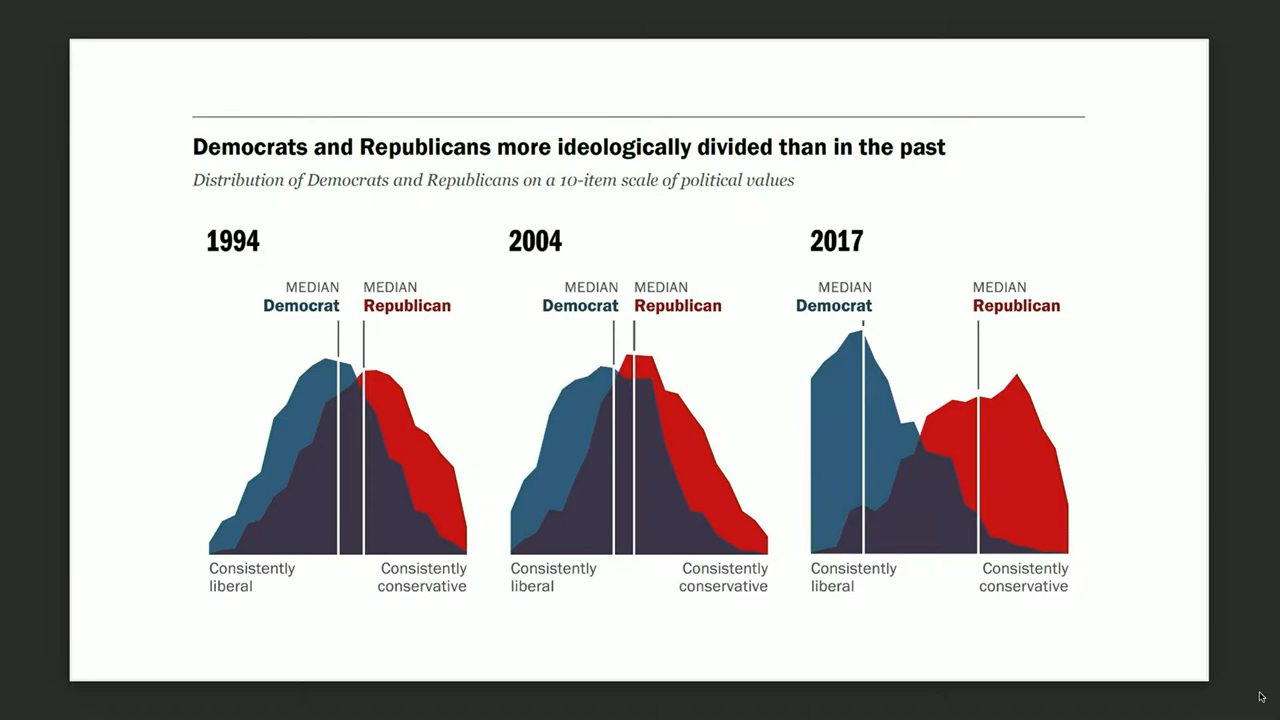 Democrats and Republicans more ideologically divided than in the past
Distribution of Democrats and Republicans on a 10-item scale of political values
1994
MEDIAN
Democrat
MEDIAN
Republican
Consistently
liberal
Consistently
conservative
2004
MEDIAN
Democrat
MEDIAN
Republican
Consistently
liberal
Consistently
conservative
2017
MEDIAN
Democrat
MEDIAN
Republican
Consistently
liberal
Consistently
conservative